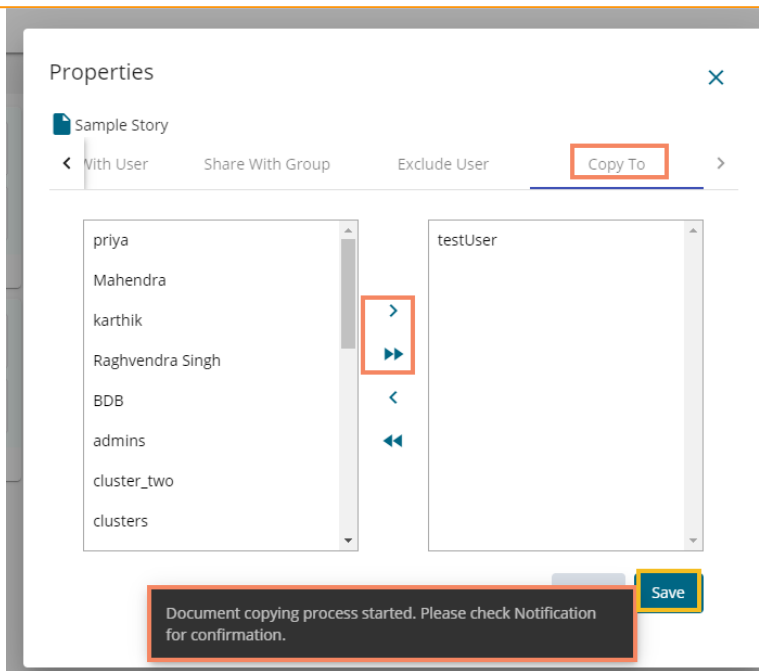 Properties
Sample Story
With User Share With Group Exclude User Copy To
priya
Mahendra
karthik
Raghvendra Singh
BDB
admins
cluster_two
clusters
testUser
Save
Document copying process started. Please check Notification
for confirmation.